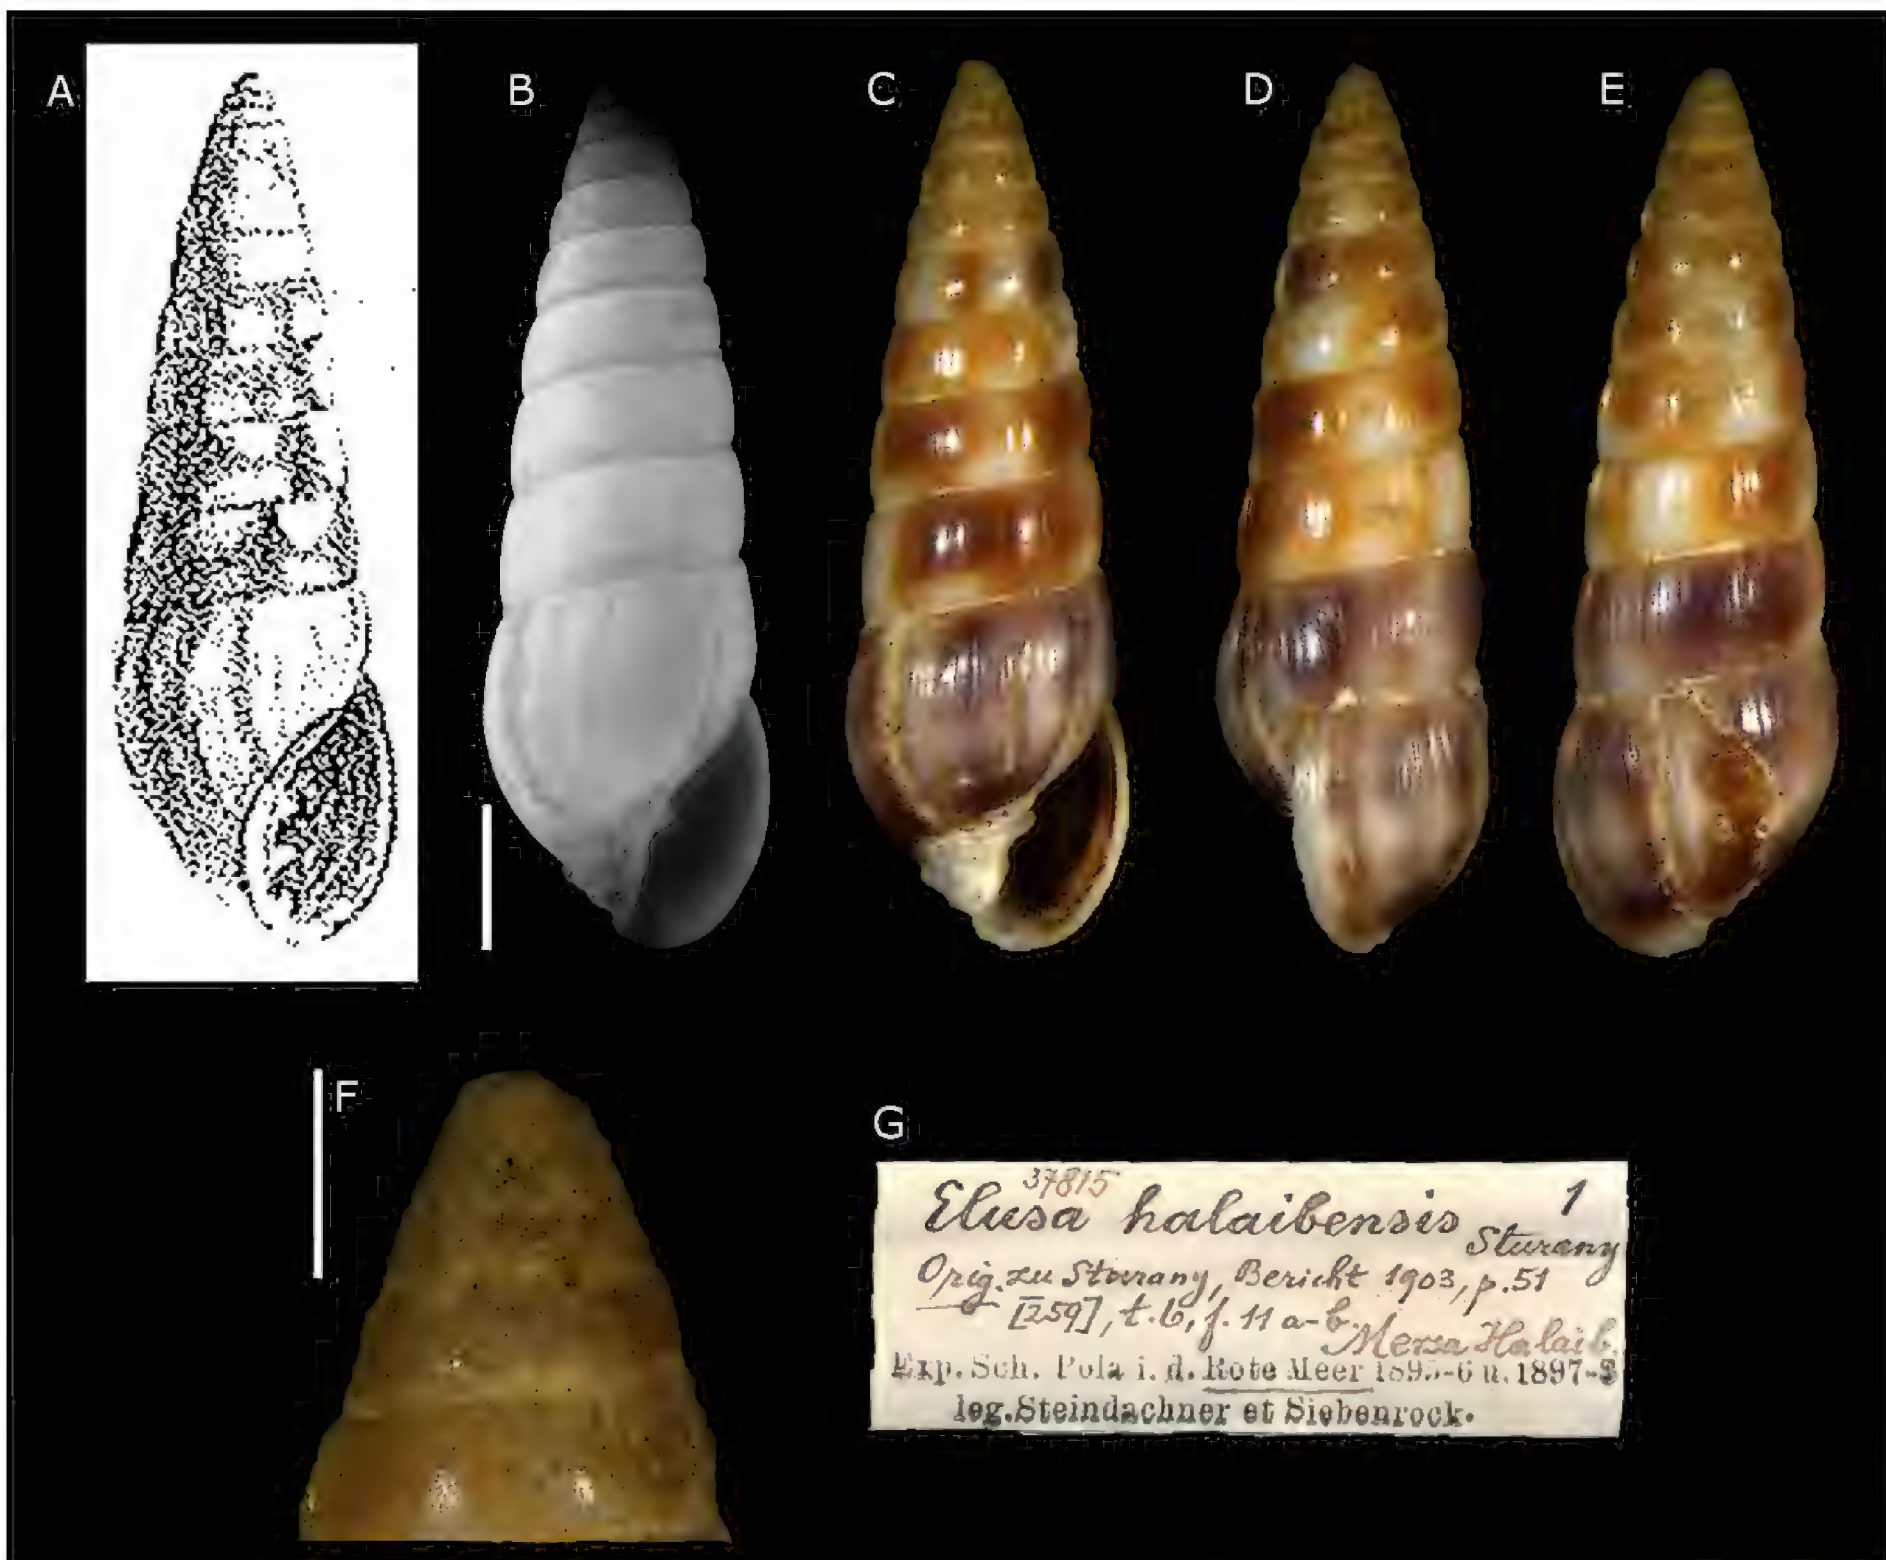 A
B
C
D
E
F
G
37815
Elusa halaibensis 1
Sturany
Orig. zu Sturany, Bericht 1903, p. 51
[259], t. 6, f. 11 a-b. Mersa Halaib.
Exp. Sch. Pola i. d. Rote Meer 1895-6 u. 1897-8
leg. Steindachner et Siebenrock.